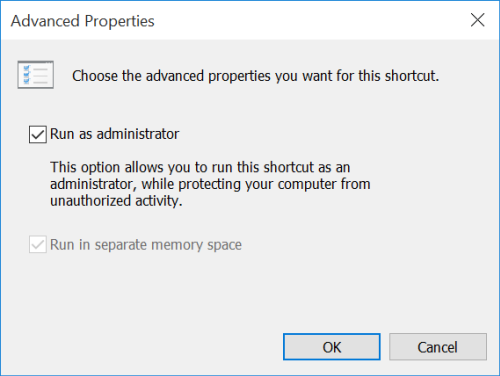 Advanced Properties
Choose the advanced properties you want for this shortcut.
Run as administrator
This option allows you to run this shortcut as an
administrator, while protecting your computer from
unauthorized activity.
Run in separate memory space
OK
Cancel